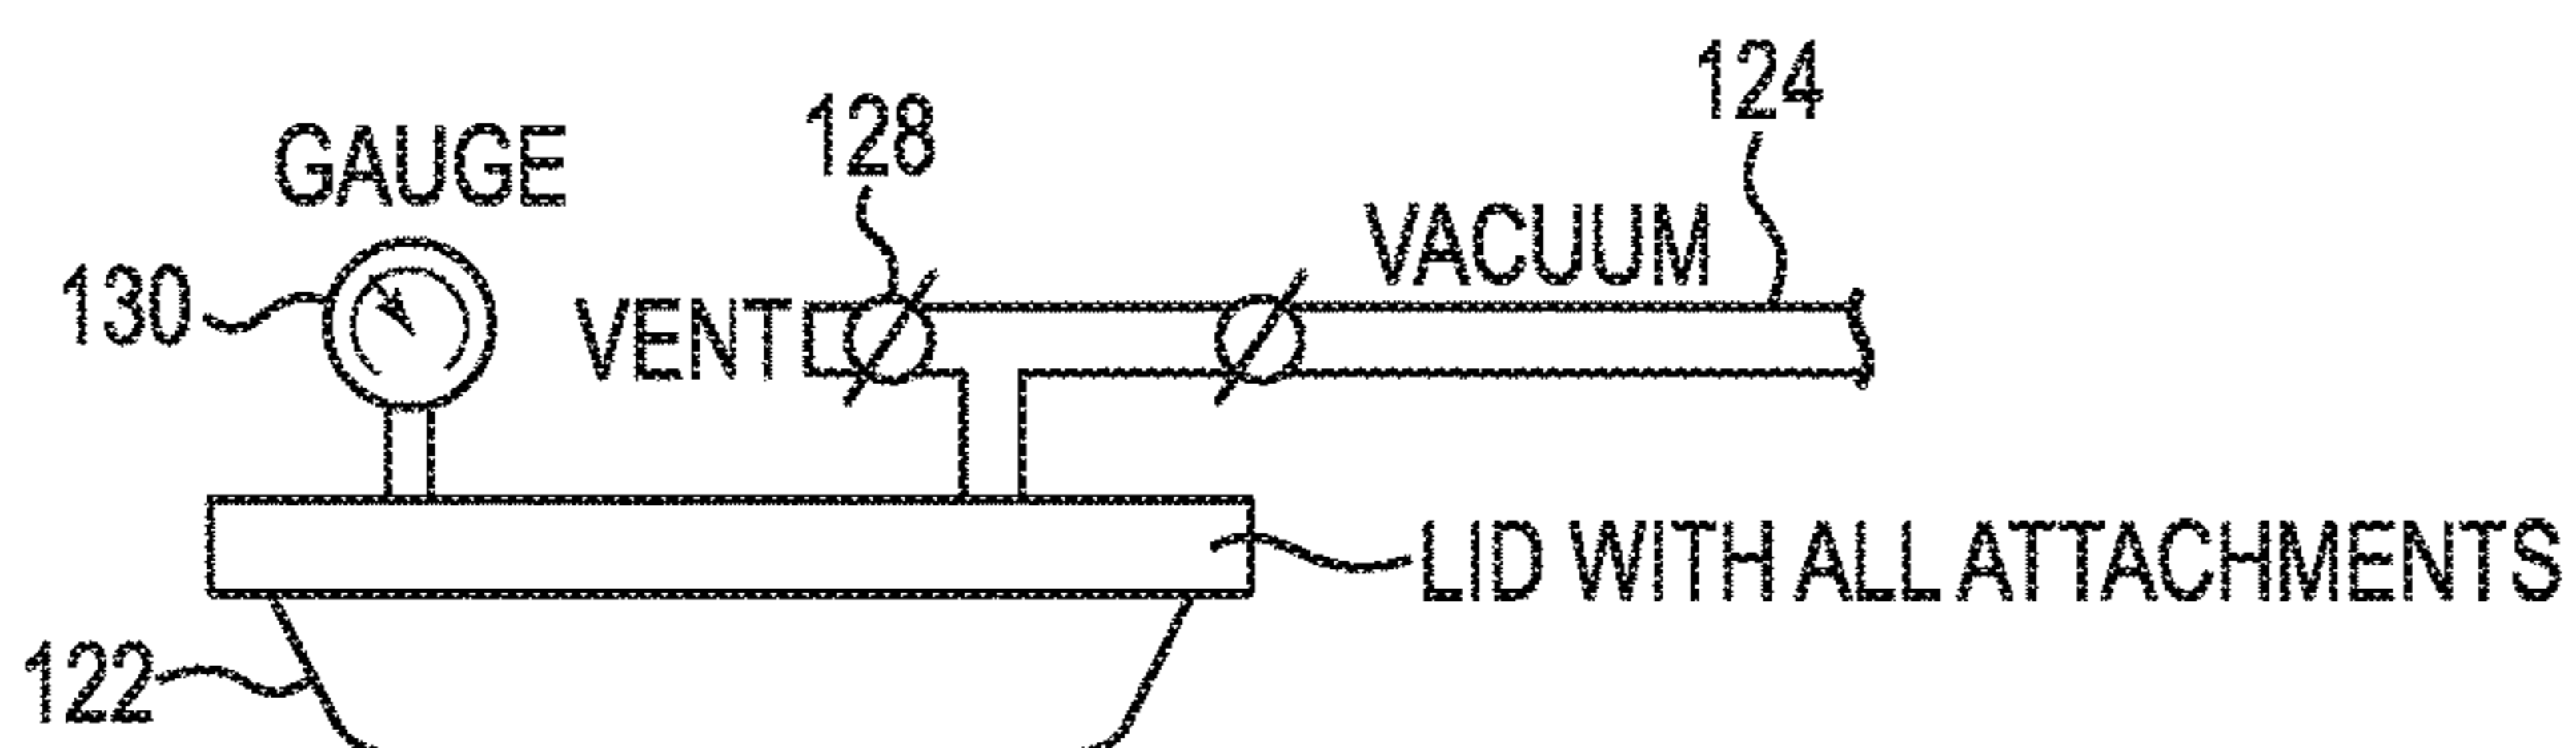 124
128
GAUGE
VACUUM
130
VENT
LID WITH ALL ATTACHMENTS
122